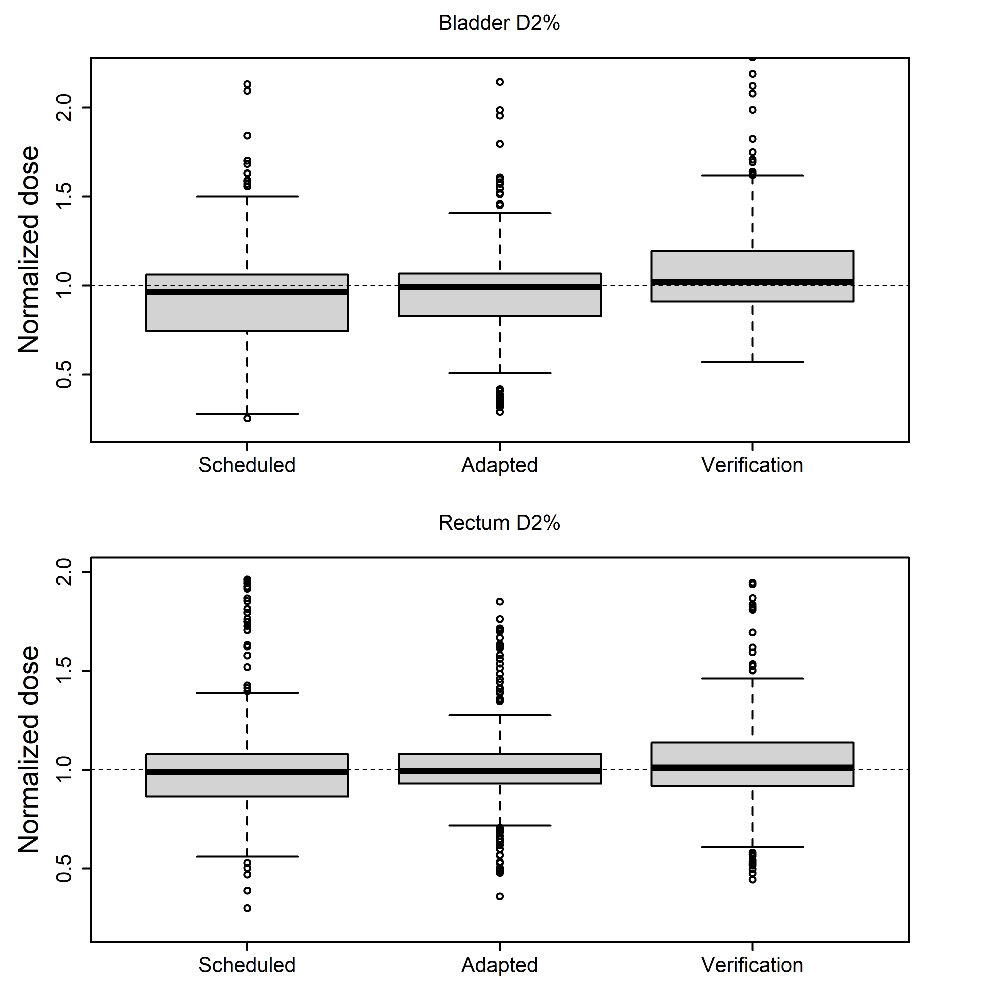 Bladder D2%
Normalized dose
2.0
1.5
1.0
0.5
Scheduled Adapted Verification
Rectum D2%
Normalized dose
2.0
1.5
1.0
0.5
Scheduled Adapted Verification